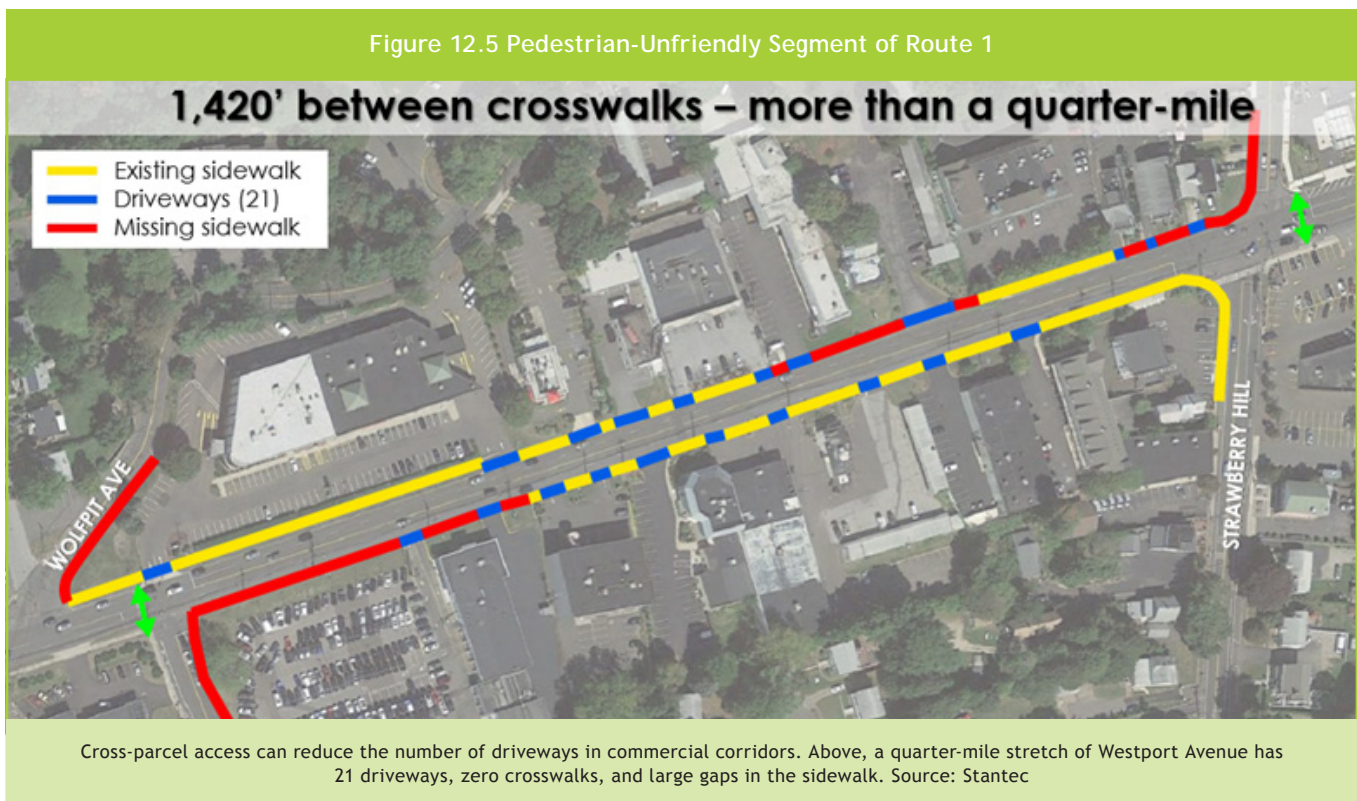 Figure 12.5 Pedestrian-Unfriendly Segment of Route 1
1,420' between crosswalks – more than a quarter-mile
Existing sidewalk
Driveways (21)
Missing sidewalk
WOLFPIT AVE
STRAWBERRY HILL
Cross-parcel access can reduce the number of driveways in commercial corridors. Above, a quarter-mile stretch of Westport Avenue has
21 driveways, zero crosswalks, and large gaps in the sidewalk. Source: Stantec